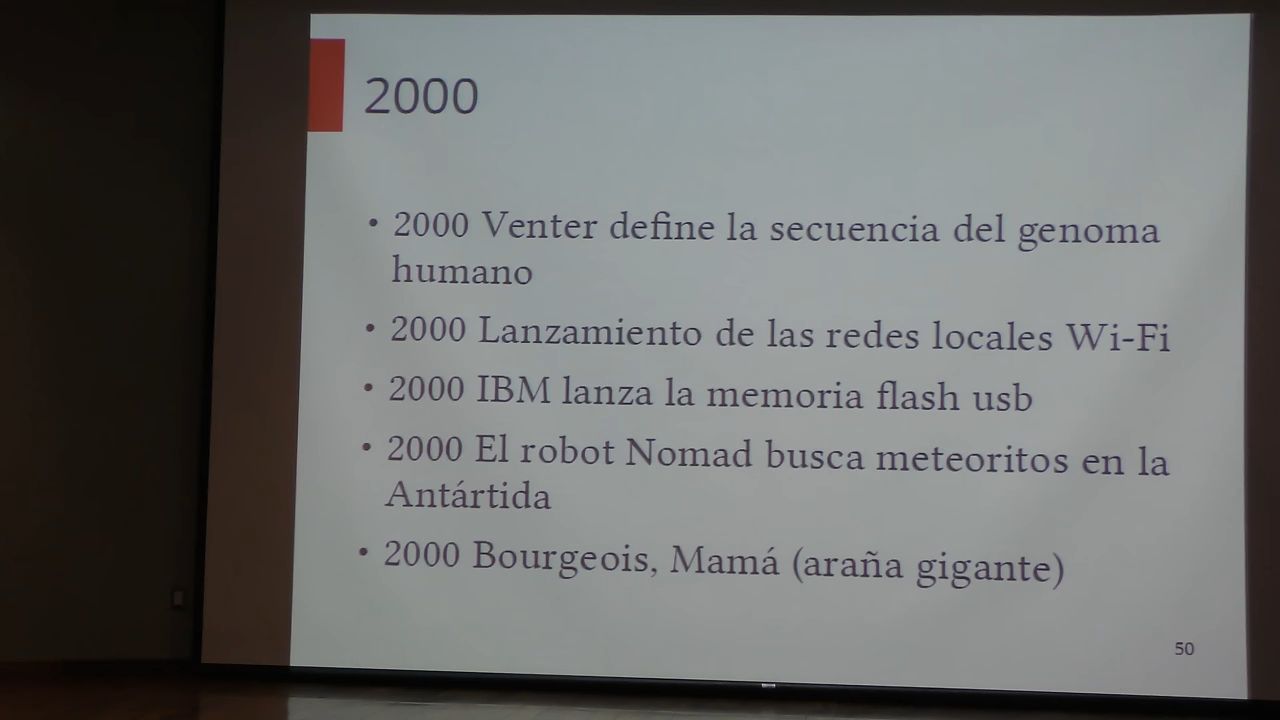 2000
• 2000 Venter define la secuencia del genoma
humano
• 2000 Lanzamiento de las redes locales Wi-Fi
• 2000 IBM lanza la memoria flash usb
• 2000 El robot Nomad busca meteoritos en la
Antártida
• 2000 Bourgeois, Mamá (araña gigante)
50